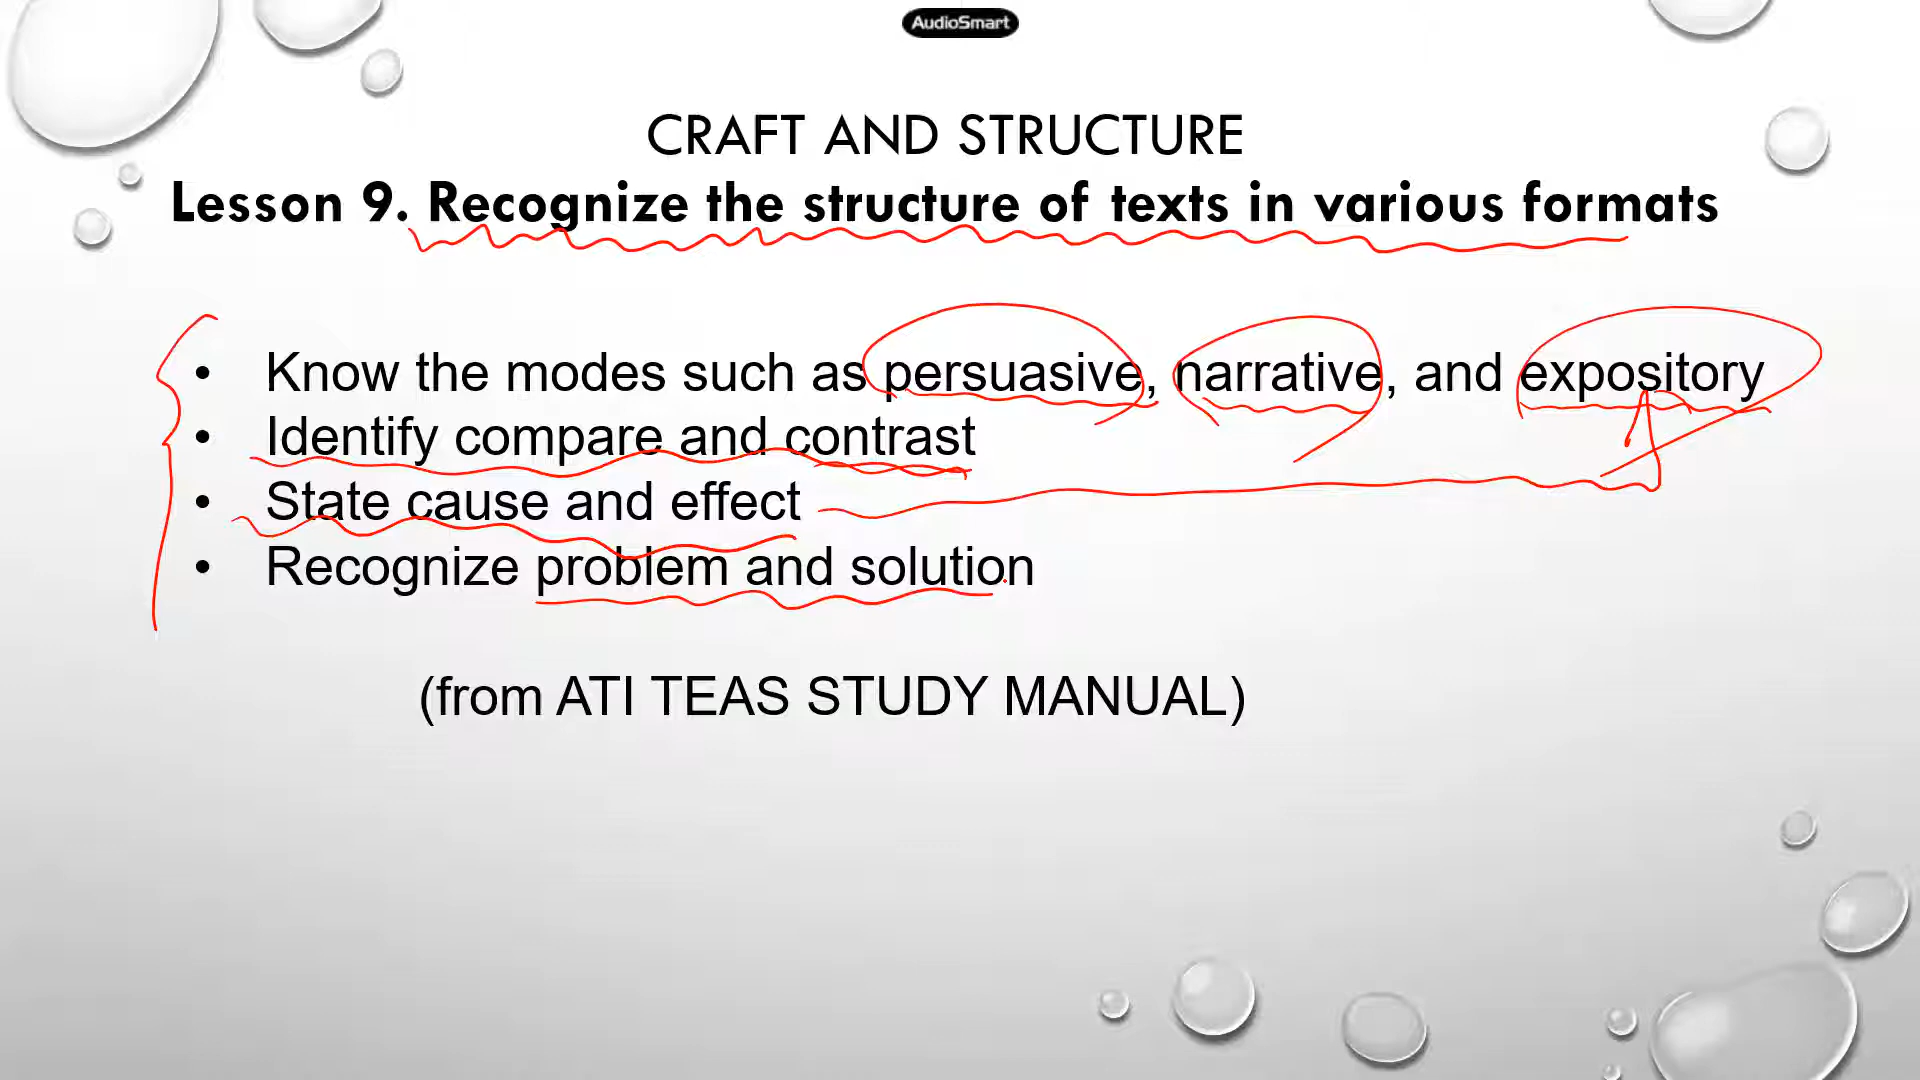 AudioSmart
CRAFT AND STRUCTURE
Lesson 9. Recognize the structure of texts in various formats
• Know the modes such as persuasive, narrative, and expository
• Identify compare and contrast
• State cause and effect
• Recognize problem and solution
(from ATI TEAS STUDY MANUAL)